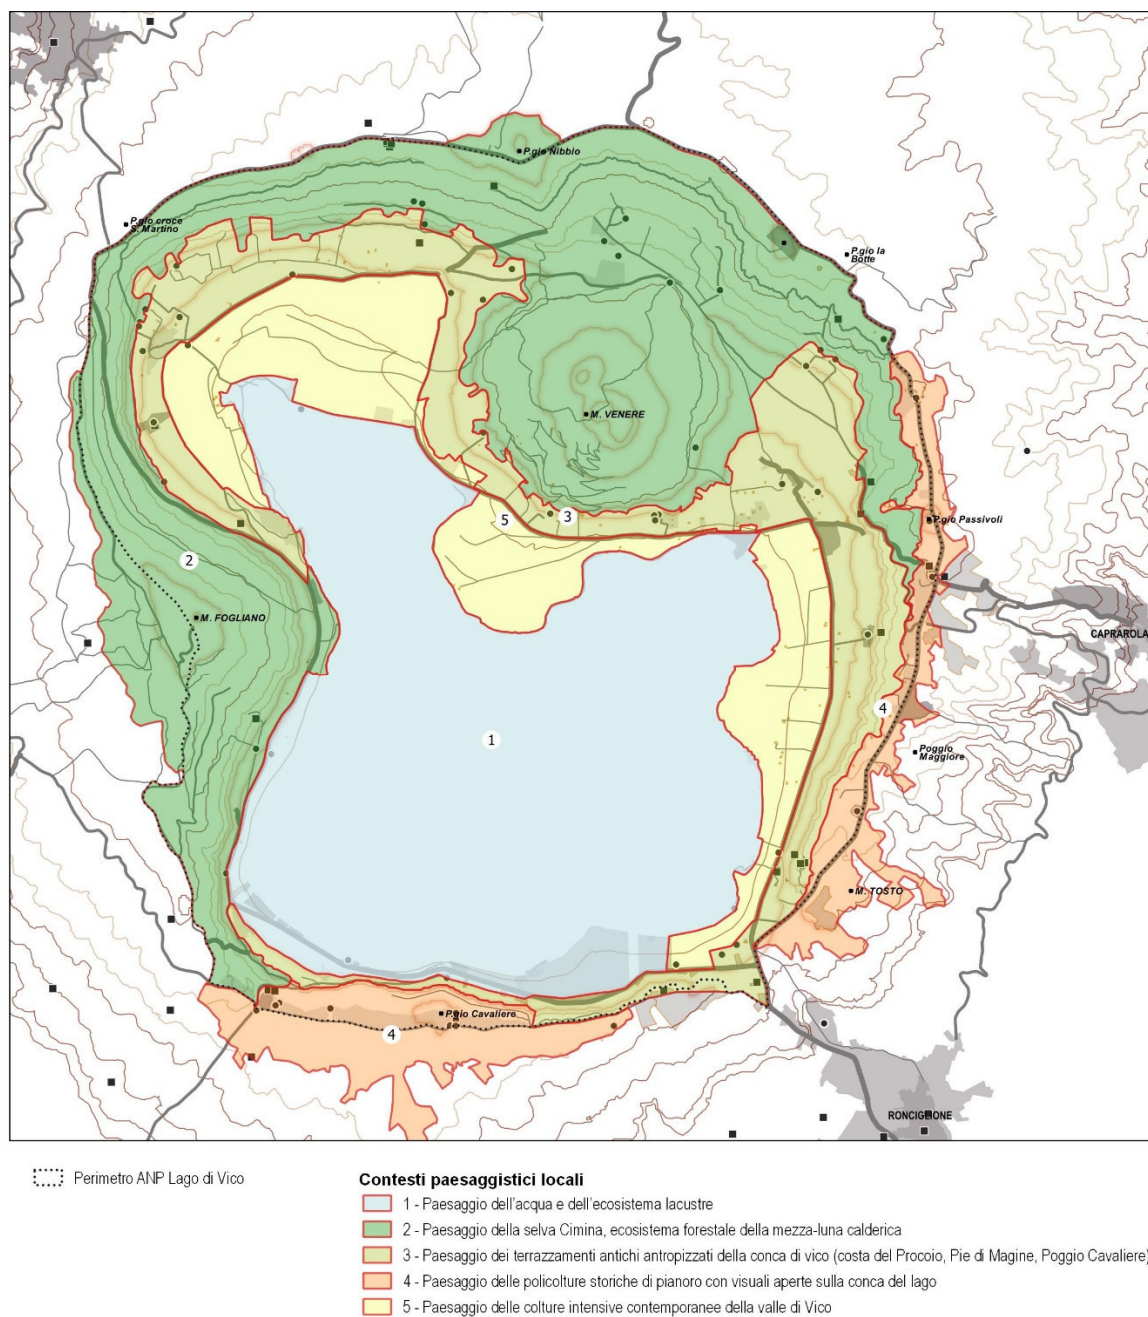 P.gio Nibbio
P.gio croce
S. Martino
P.gio la
Botte
M. VENERE
P.gio Passivoli
5
3
2
M. FOGLIANO
CAPRAROLA
4
1
Poggio
Maggiore
M. TOSTO
P.gio Cavaliero
4
RONCIGLIONE
Perimetro ANP Lago di Vico
Contesti paesaggistici locali
1 - Paesaggio dell'acqua e dell'ecosistema lacustre
2 - Paesaggio della selva Cimina, ecosistema forestale della mezza-luna calderica
3 - Paesaggio dei terrazzamenti antichi antropizzati della conca di vico (costa del Procoio, Pie di Magine, Poggio Cavaliere)
4 - Paesaggio delle policolture storiche di pianoro con visuali aperte sulla conca del lago
5 - Paesaggio delle colture intensive contemporanee della valle di Vico